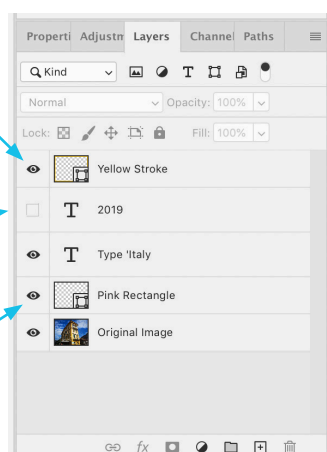 Properti Adjustm Layers Channel Paths
Kind T
Normal Opacity: 100%
Lock: Fill: 100%
Yellow Stroke
T 2019
T Type 'Italy
Pink Rectangle
Original Image
fx